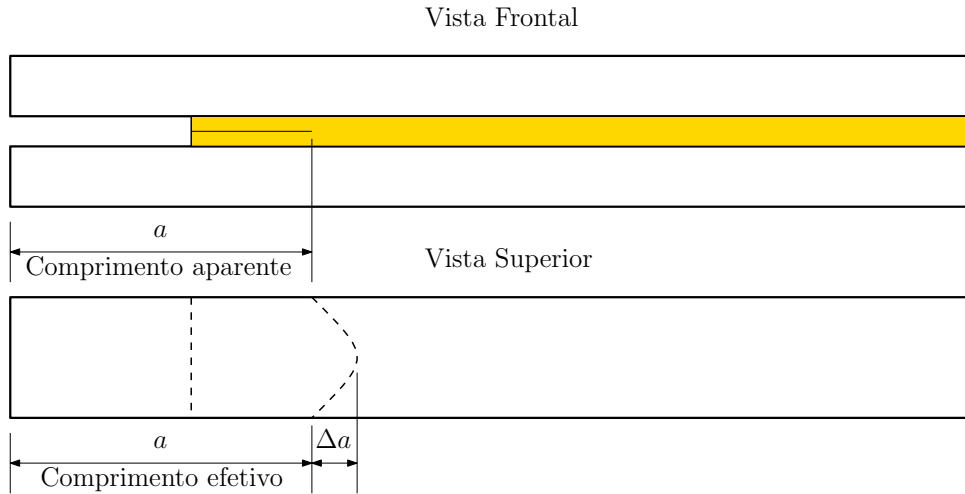 Vista Frontal
a
Comprimento aparente
Vista Superior
a
Δa
Comprimento efetivo